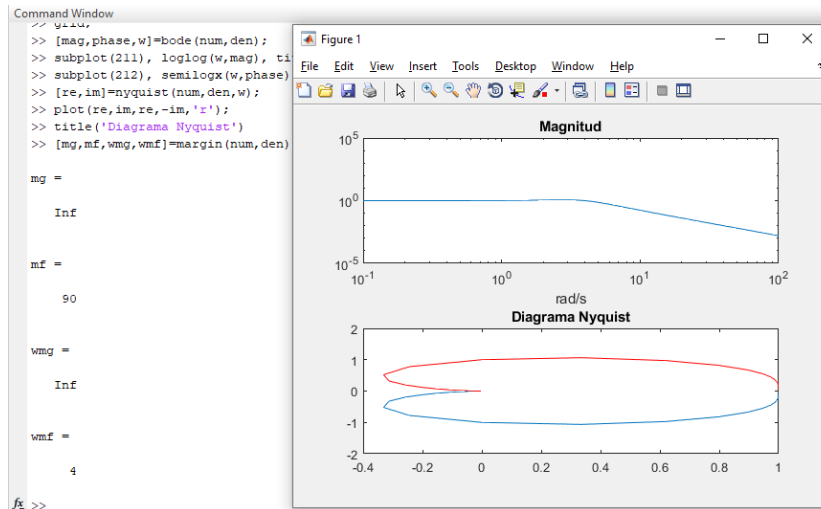 Command Window
>> grid;
>> [mag,phase,w]=bode(num,den);
>> subplot(211), loglog(w,mag), ti
>> subplot(212), semilogx(w,phase)
>> [re,im]=nyquist(num,den,w);
>> plot(re,im,re,-im,'r');
>> title('Diagrama Nyquist')
>> [mg,mf,wmg,wmf]=margin(num,den)
mg =
Inf
mf =
90
wmg =
Inf
wmf =
4
fx >>
Figure 1
File Edit View Insert Tools Desktop Window Help
Magnitud
10^5
10^0
10^-5
10^-1 10^0 10^1 10^2
rad/s
Diagrama Nyquist
2
1
0
-1
-2
-0.4 -0.2 0 0.2 0.4 0.6 0.8 1